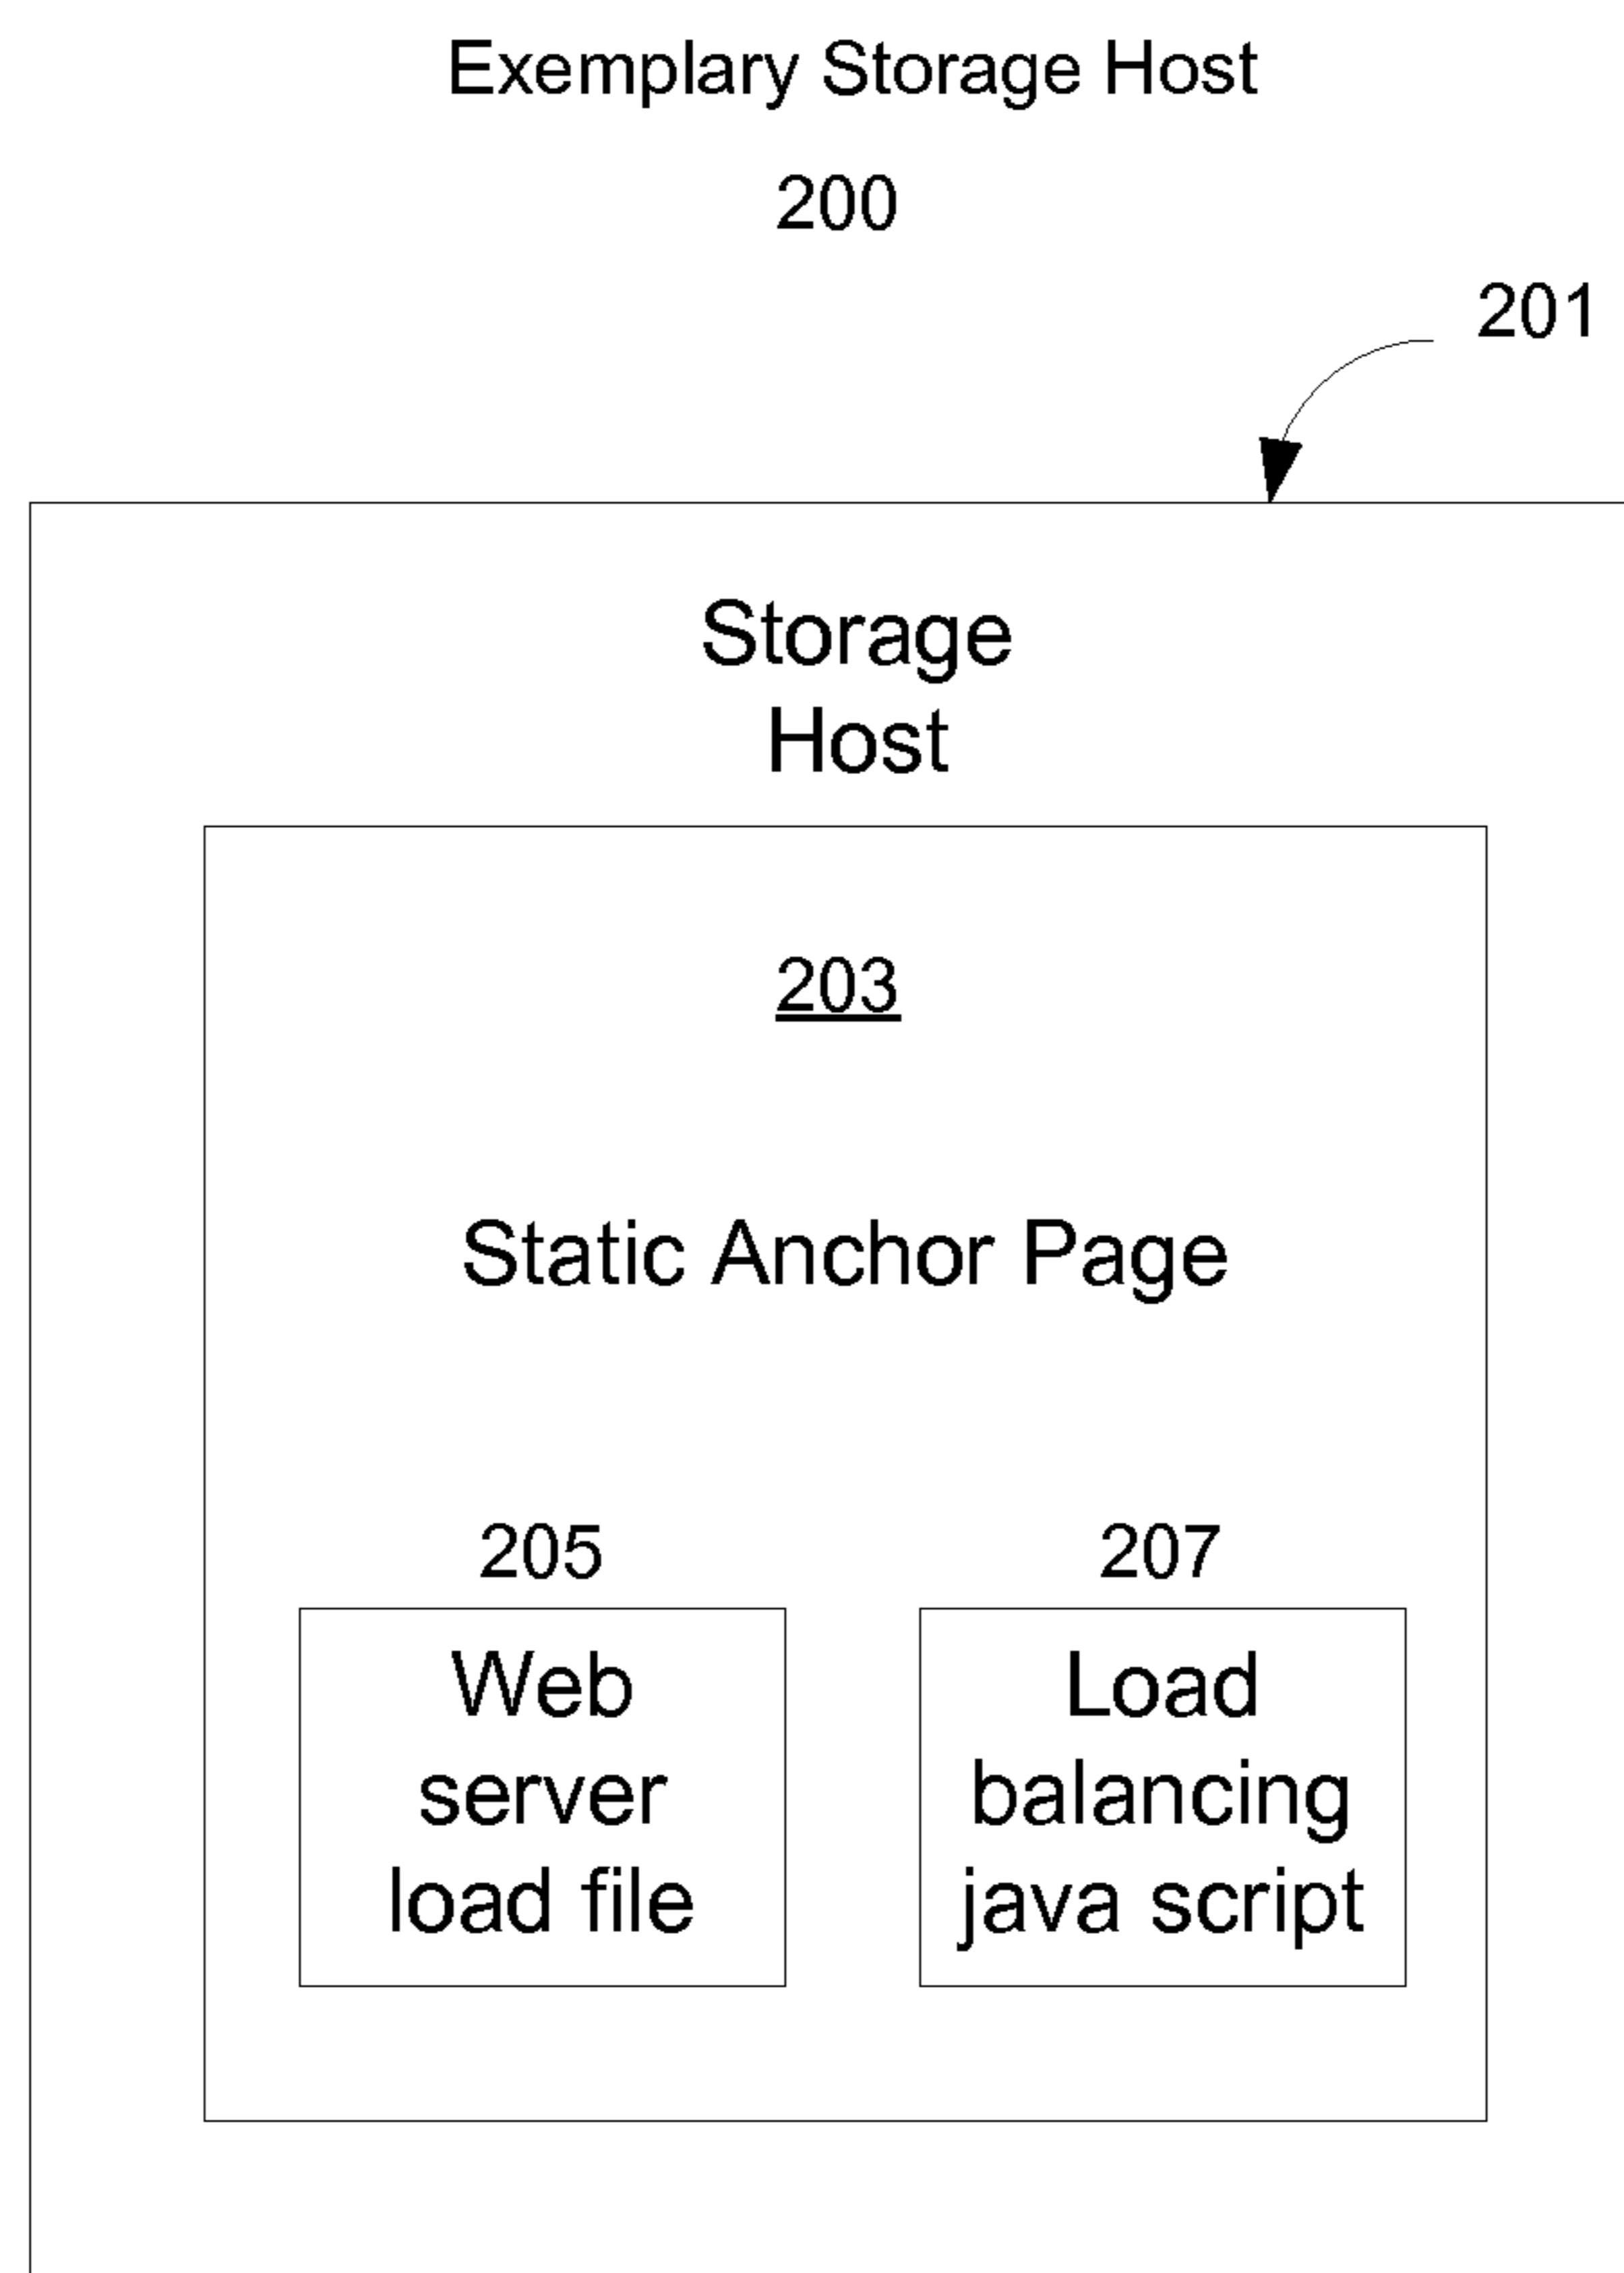 Exemplary Storage Host
200
201
Storage
Host
203
Static Anchor Page
205
Web
server
load file
207
Load
balancing
java script